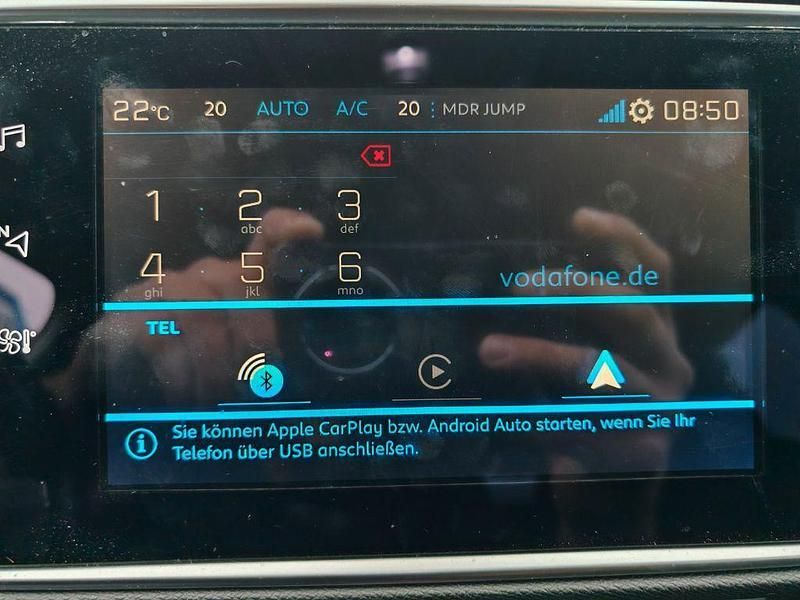 22°C 20 AUTO A/C 20 MDR JUMP 08:50
1 2 3
abc def
4 5 6
ghi jkl mno
vodafone.de
N
TEL
Sie können Apple CarPlay bzw. Android Auto starten, wenn Sie Ihr
Telefon über USB anschließen.